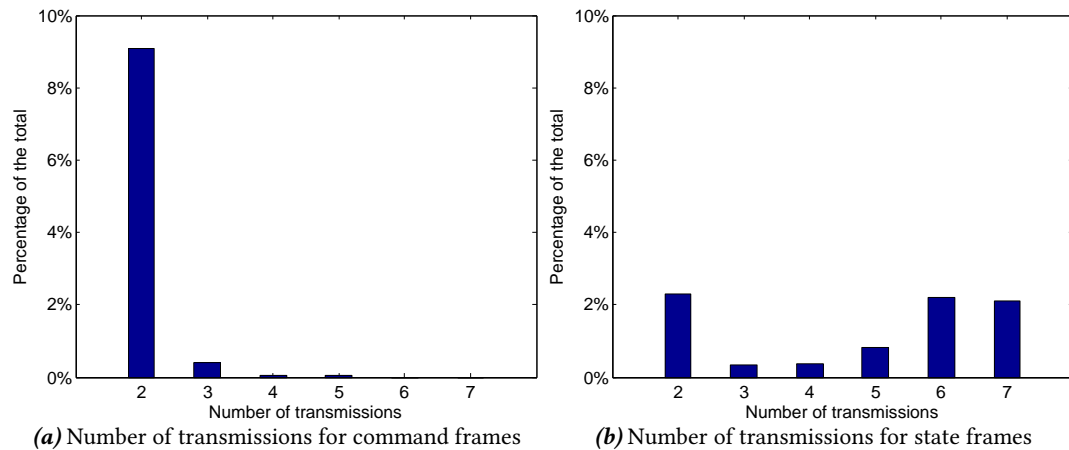 10%
8%
6%
4%
2%
0%
Percentage of the total
2 3 4 5 6 7
Number of transmissions
(a) Number of transmissions for command frames
10%
8%
6%
4%
2%
0%
Percentage of the total
2 3 4 5 6 7
Number of transmissions
(b) Number of transmissions for state frames